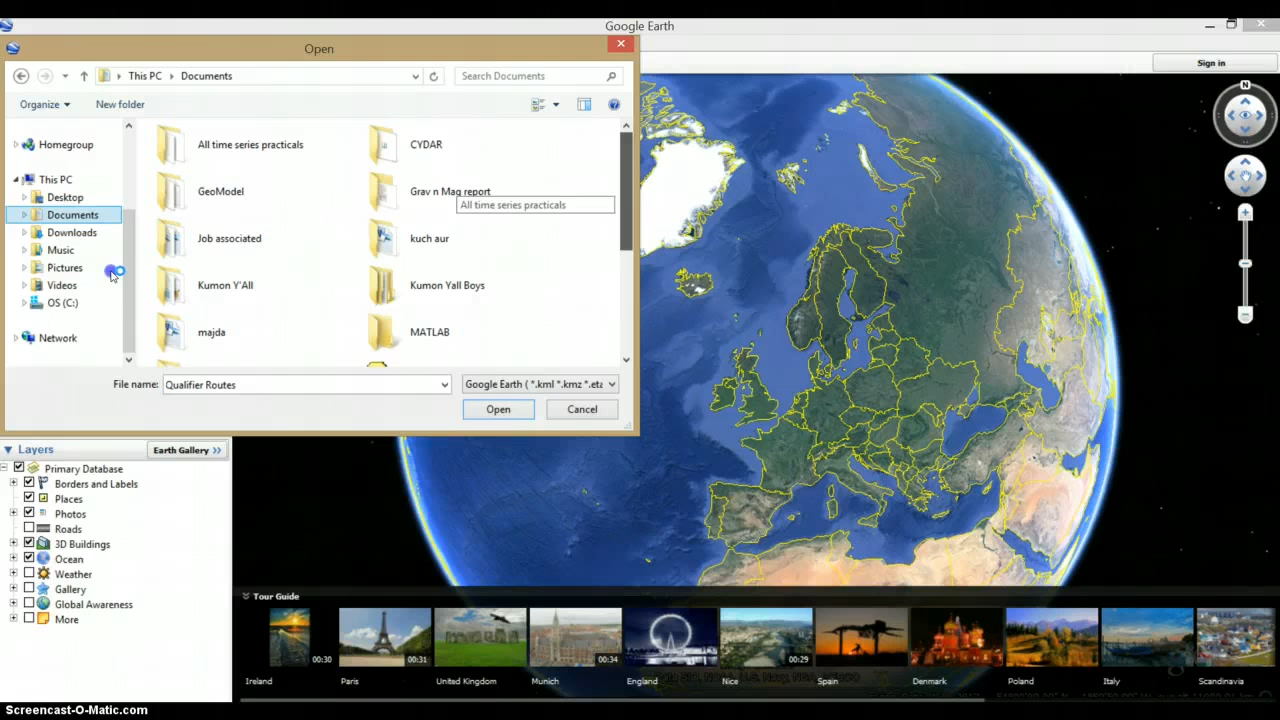 Google Earth
Open
This PC Documents
Search Documents
Sign in
Organize
New folder
N
Homegroup
This PC
Desktop
Documents
Downloads
Music
Pictures
Videos
OS (C:)
Network
All time series practicals
CYDAR
GeoModel
Grav n Mag report
All time series practicals
Job associated
kuch aur
Kumon Y'All
Kumon Yall Boys
majda
MATLAB
File name:
Qualifier Routes
Google Earth ( *.kml *.kmz *.eta
Open
Cancel
Layers
Earth Gallery >>
Primary Database
Borders and Labels
Places
Photos
Roads
3D Buildings
Ocean
Weather
Gallery
Global Awareness
More
Tour Guide
00:30
00:31
00:34
00:29
Ireland
Paris
United Kingdom
Munich
England
Nice
Spain
Denmark
Poland
Italy
Scandinavia
Screencast-O-Matic.com